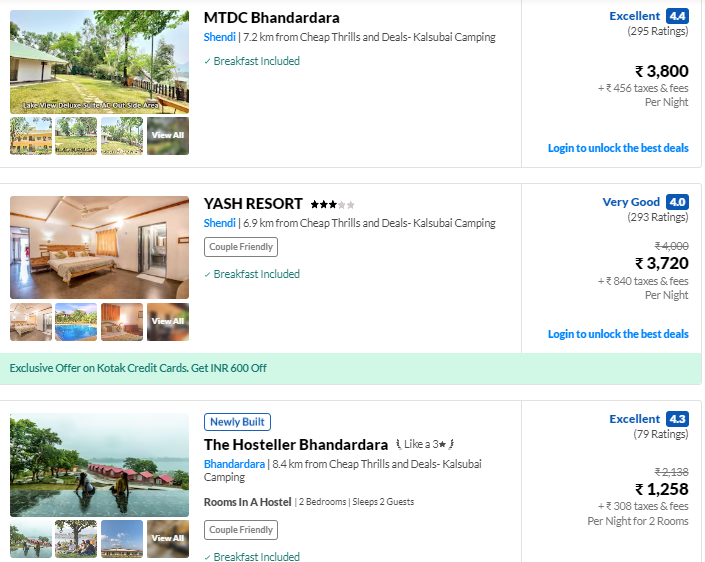 MTDC Bhandardara
Shendi | 7.2 km from Cheap Thrills and Deals- Kalsubai Camping
✓ Breakfast Included
Lake View Deluxe Suite AC Out Side Area
View All
Excellent 4.4
(295 Ratings)
₹ 3,800
+ ₹ 456 taxes & fees
Per Night
Login to unlock the best deals
YASH RESORT ★★★★★
Shendi | 6.9 km from Cheap Thrills and Deals- Kalsubai Camping
Couple Friendly
✓ Breakfast Included
View All
Very Good 4.0
(293 Ratings)
₹ 4,000
₹ 3,720
+ ₹ 840 taxes & fees
Per Night
Login to unlock the best deals
Exclusive Offer on Kotak Credit Cards. Get INR 600 Off
Newly Built
The Hosteller Bhandardara Like a 3★
Bhandardara | 8.4 km from Cheap Thrills and Deals- Kalsubai
Camping
Rooms In A Hostel | 2 Bedrooms | Sleeps 2 Guests
Couple Friendly
✓ Breakfast Included
View All
Excellent 4.3
(79 Ratings)
₹ 2,138
₹ 1,258
+ ₹ 308 taxes & fees
Per Night for 2 Rooms